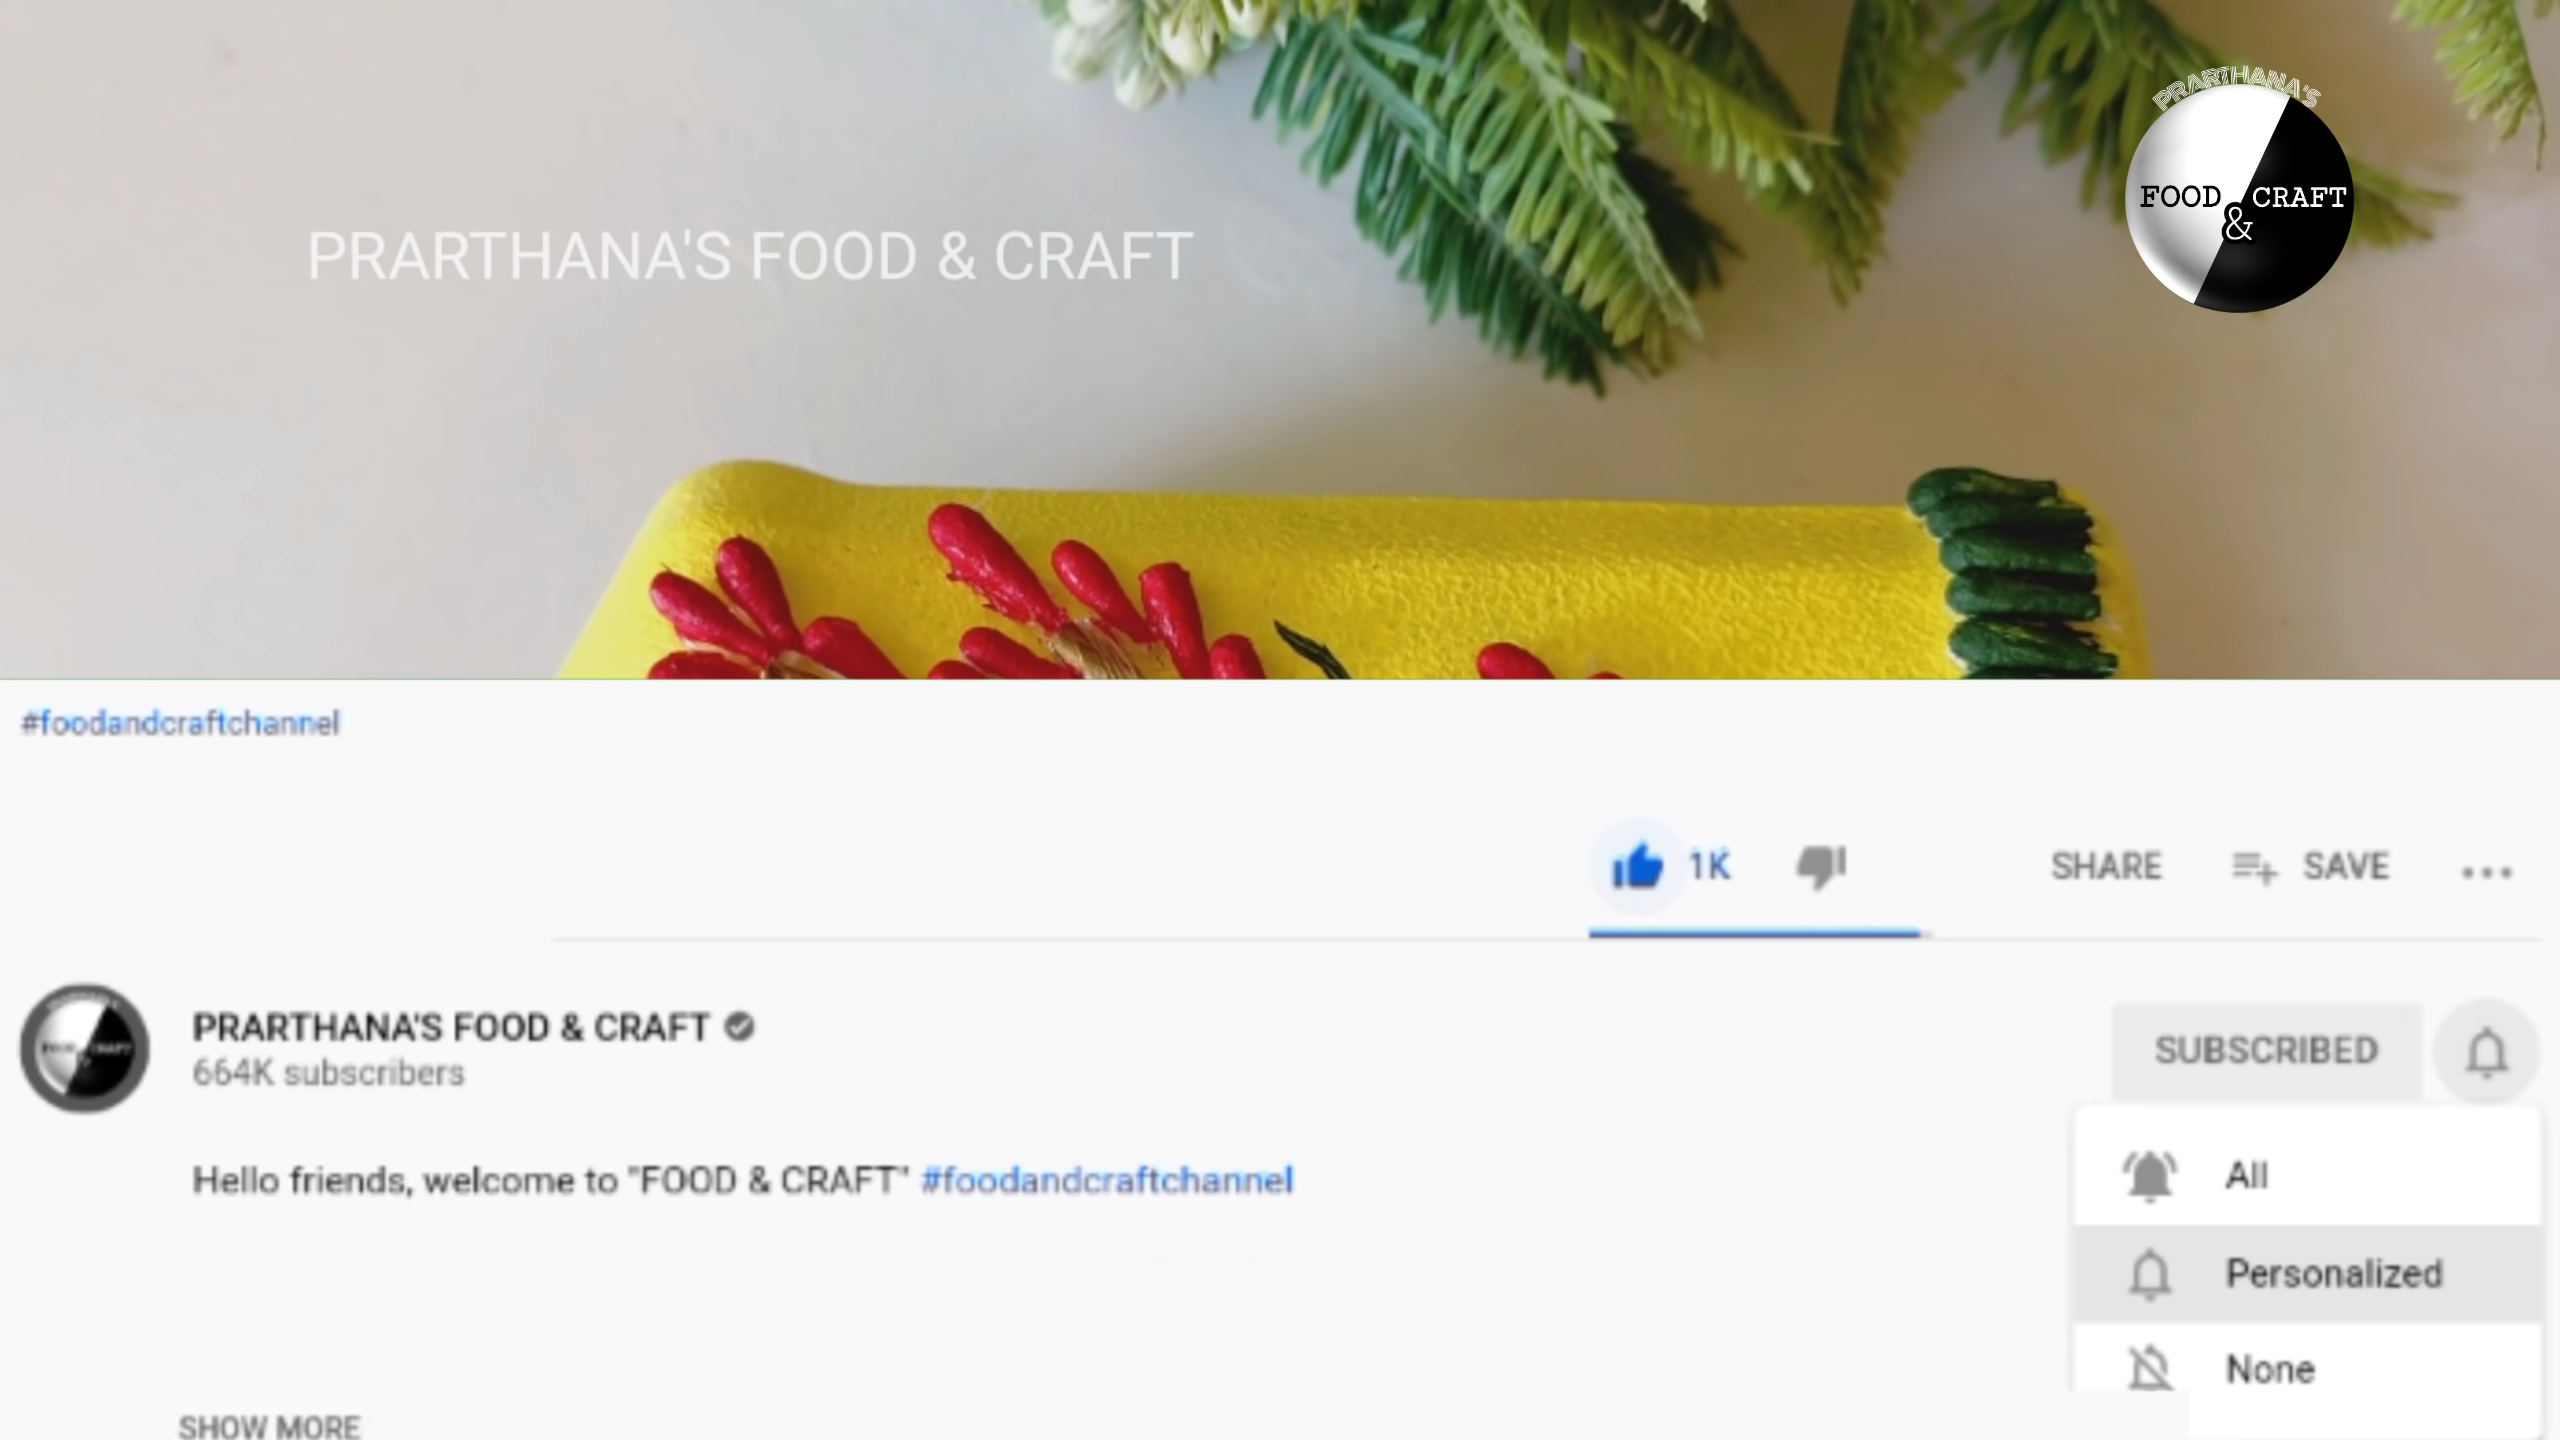 PRARTHANA'S
FOOD & CRAFT
PRARTHANA'S FOOD & CRAFT
#foodandcraftchannel
1K
SHARE
SAVE
PRARTHANA'S FOOD & CRAFT
664K subscribers
SUBSCRIBED
Hello friends, welcome to "FOOD & CRAFT" #foodandcraftchannel
All
Personalized
None
SHOW MORE